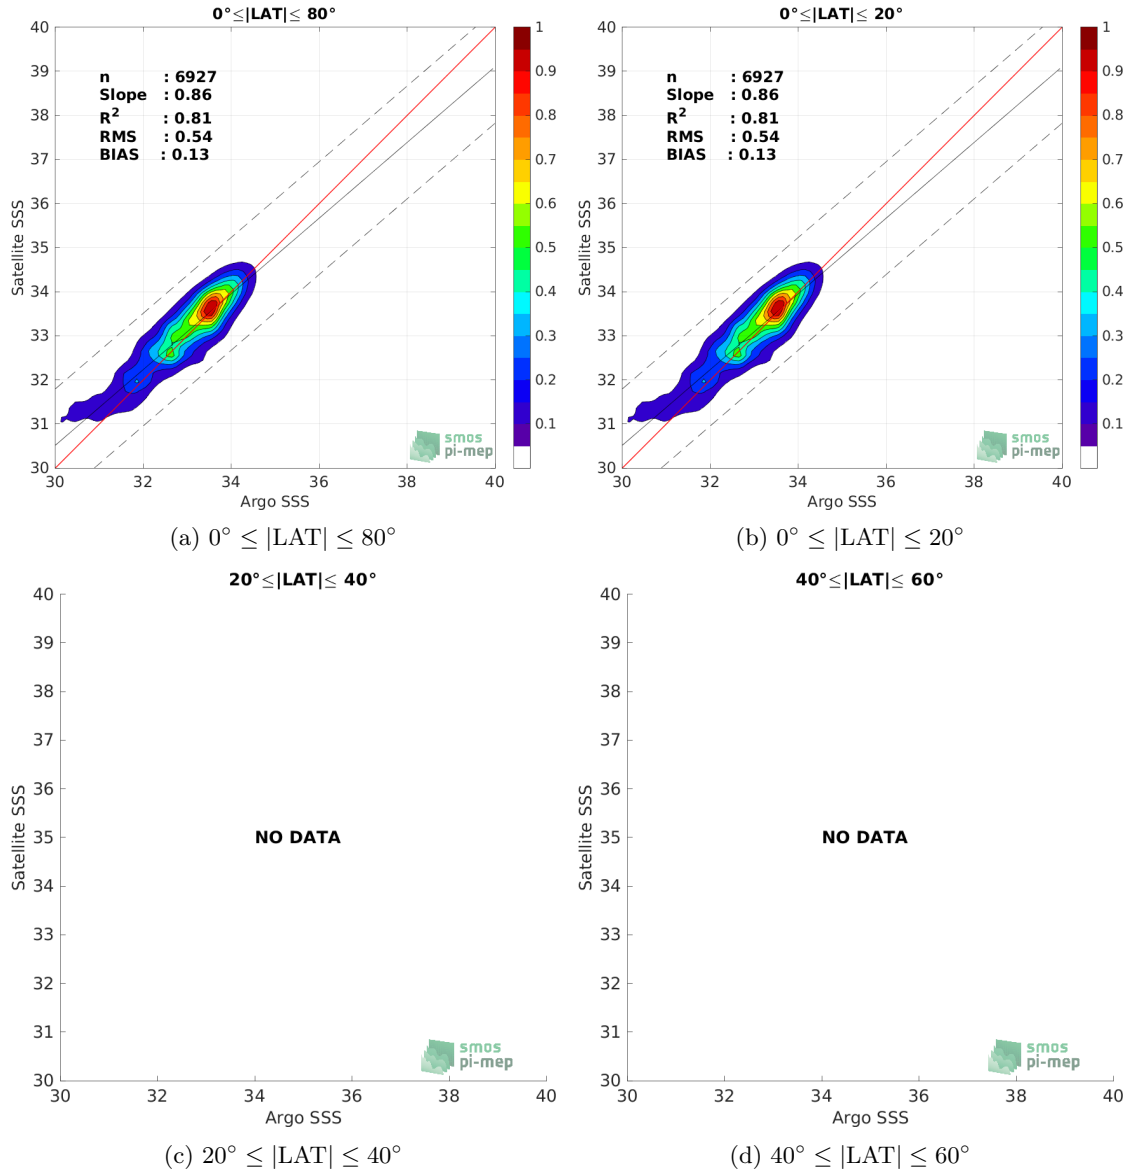 0°≤|LAT|≤ 80°
40
39
38
37
36
35
34
33
32
31
30
Satellite SSS
n : 6927
Slope : 0.86
R² : 0.81
RMS : 0.54
BIAS : 0.13
smos
pi-mep
30 32 34 36 38 40
Argo SSS
1
0.9
0.8
0.7
0.6
0.5
0.4
0.3
0.2
0.1
(a) 0° ≤ |LAT| ≤ 80°
0°≤|LAT|≤ 20°
40
39
38
37
36
35
34
33
32
31
30
Satellite SSS
n : 6927
Slope : 0.86
R² : 0.81
RMS : 0.54
BIAS : 0.13
smos
pi-mep
30 32 34 36 38 40
Argo SSS
1
0.9
0.8
0.7
0.6
0.5
0.4
0.3
0.2
0.1
(b) 0° ≤ |LAT| ≤ 20°
20°≤|LAT|≤ 40°
40
39
38
37
36
35
34
33
32
31
30
Satellite SSS
NO DATA
smos
pi-mep
30 32 34 36 38 40
Argo SSS
(c) 20° ≤ |LAT| ≤ 40°
40°≤|LAT|≤ 60°
40
39
38
37
36
35
34
33
32
31
30
Satellite SSS
NO DATA
smos
pi-mep
30 32 34 36 38 40
Argo SSS
(d) 40° ≤ |LAT| ≤ 60°